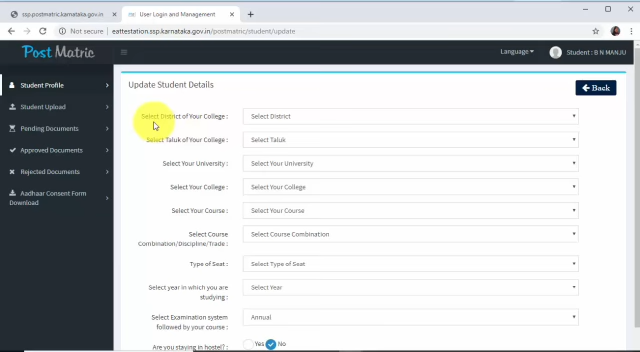 ssp.postmatric.karnataka.gov.in
User Login and Management
Not secure | eattestation.ssp.karnataka.gov.in/postmatric/student/update
Post Matric
Language
Student : B N MANJU
Student Profile
Student Upload
Pending Documents
Approved Documents
Rejected Documents
Aadhaar Consent Form
Download
Update Student Details
Back
Select District of Your College :
Select District
Select Taluk of Your College :
Select Taluk
Select Your University :
Select Your University
Select Your College :
Select Your College
Select Your Course :
Select Your Course
Select Course
Combination/Discipline/Trade :
Select Course Combination
Type of Seat :
Select Type of Seat
Select year in which you are
studying :
Select Year
Select Examination system
followed by your course :
Annual
Are you staying in hostel? :
Yes
No